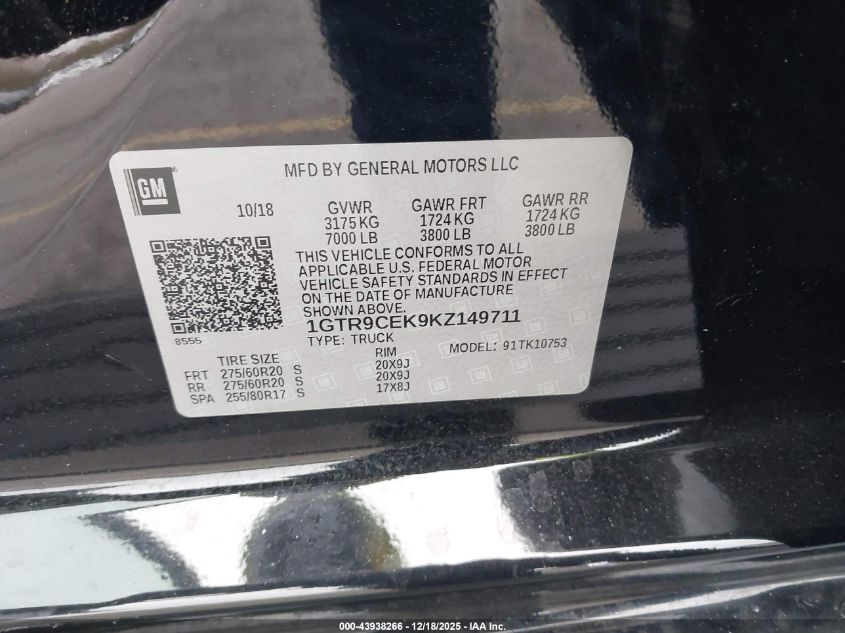 MFD BY GENERAL MOTORS LLC
GM
10/18
GVWR
3175 KG
7000 LB
GAWR FRT
1724 KG
3800 LB
GAWR RR
1724 KG
3800 LB
THIS VEHICLE CONFORMS TO ALL
APPLICABLE U.S. FEDERAL MOTOR
VEHICLE SAFETY STANDARDS IN EFFECT
ON THE DATE OF MANUFACTURE
SHOWN ABOVE.
8555
1GTR9CEK9KZ149711
TYPE: TRUCK
MODEL: 91TK10753
TIRE SIZE
RIM
FRT 275/60R20 S 20X9J
RR 275/60R20 S 20X9J
SPA 255/80R17 S 17X8J
000-43938266 - 12/18/2025 - IAA Inc.